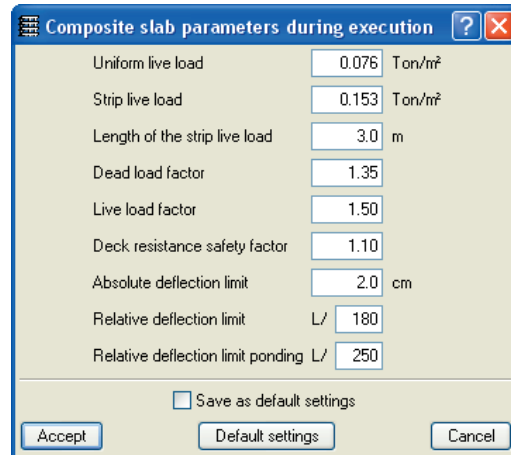 Composite slab parameters during execution ?
Uniform live load 0.076 Ton/m²
Strip live load 0.153 Ton/m²
Length of the strip live load 3.0 m
Dead load factor 1.35
Live load factor 1.50
Deck resistance safety factor 1.10
Absolute deflection limit 2.0 cm
Relative deflection limit L/ 180
Relative deflection limit ponding L/ 250
Save as default settings
Accept Default settings Cancel